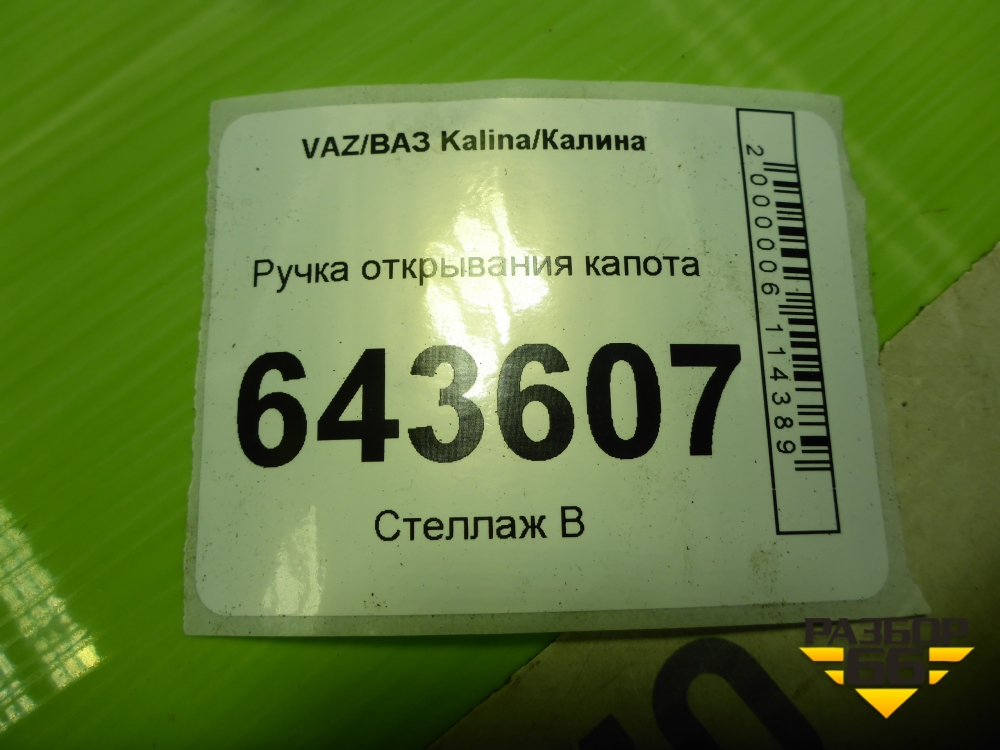 VAZ/ВАЗ Kalina/Калина
Ручка открывания капота
643607
Стеллаж В
2000006114389
РАЗБОР
66